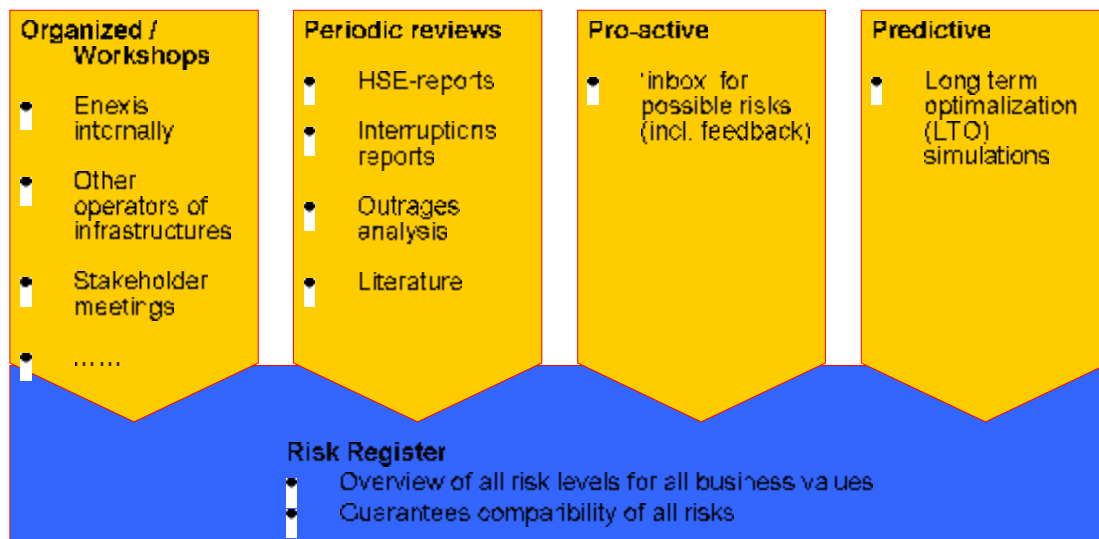 Organized /
Workshops
• Enexis
internally
• Other
operators of
infrastructures
• Stakeholder
meetings
• ......
Periodic reviews
• HSE-reports
• Interruptions
reports
• Outrages
analysis
• Literature
Pro-active
• 'inbox' for
possible risks
(incl. feedback)
Predictive
• Long term
optimalization
(LTO)
simulations
Risk Register
• Overview of all risk levels for all business values
• Guarantees comparibility of all risks